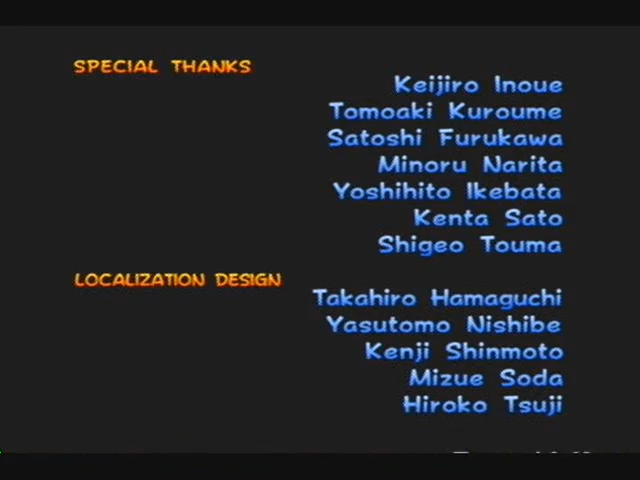 SPECIAL THANKS
Keijiro Inoue
Tomoaki Kuroume
Satoshi Furukawa
Minoru Narita
Yoshihito Ikebata
Kenta Sato
Shigeo Touma
LOCALIZATION DESIGN
Takahiro Hamaguchi
Yasutomo Nishibe
Kenji Shinmoto
Mizue Soda
Hiroko Tsuji